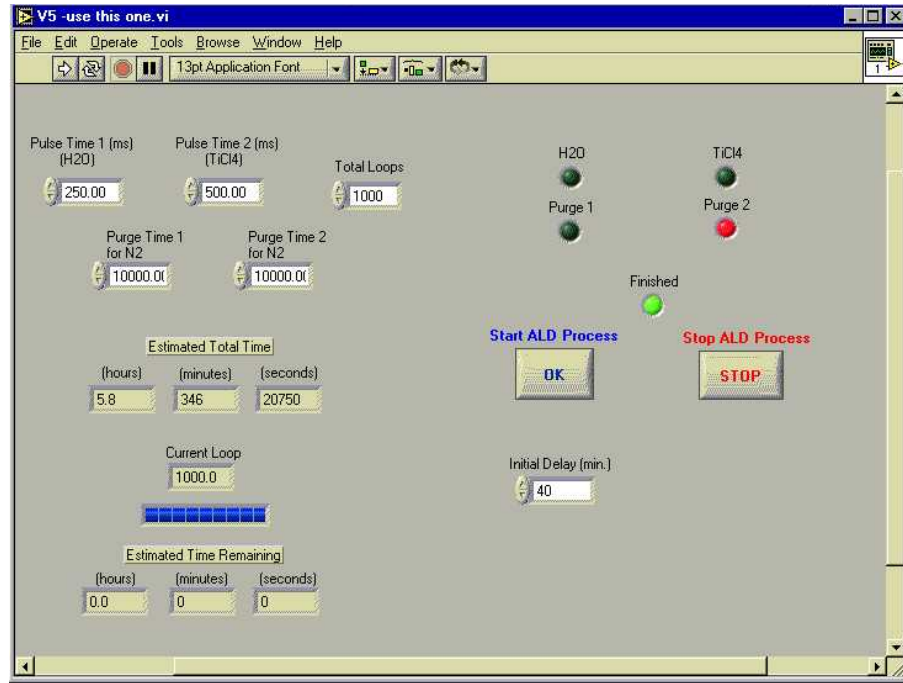 V5 -use this one.vi
File Edit Operate Tools Browse Window Help
13pt Application Font
1
Pulse Time 1 (ms)
(H2O)
250.00
Pulse Time 2 (ms)
(TiCl4)
500.00
Total Loops
1000
Purge Time 1
for N2
10000.0(
Purge Time 2
for N2
10000.0(
H2O
TiCl4
Purge 1
Purge 2
Finished
Start ALD Process
OK
Stop ALD Process
STOP
Estimated Total Time
(hours) (minutes) (seconds)
5.8 346 20750
Current Loop
1000.0
Initial Delay (min.)
40
Estimated Time Remaining
(hours) (minutes) (seconds)
0.0 0 0